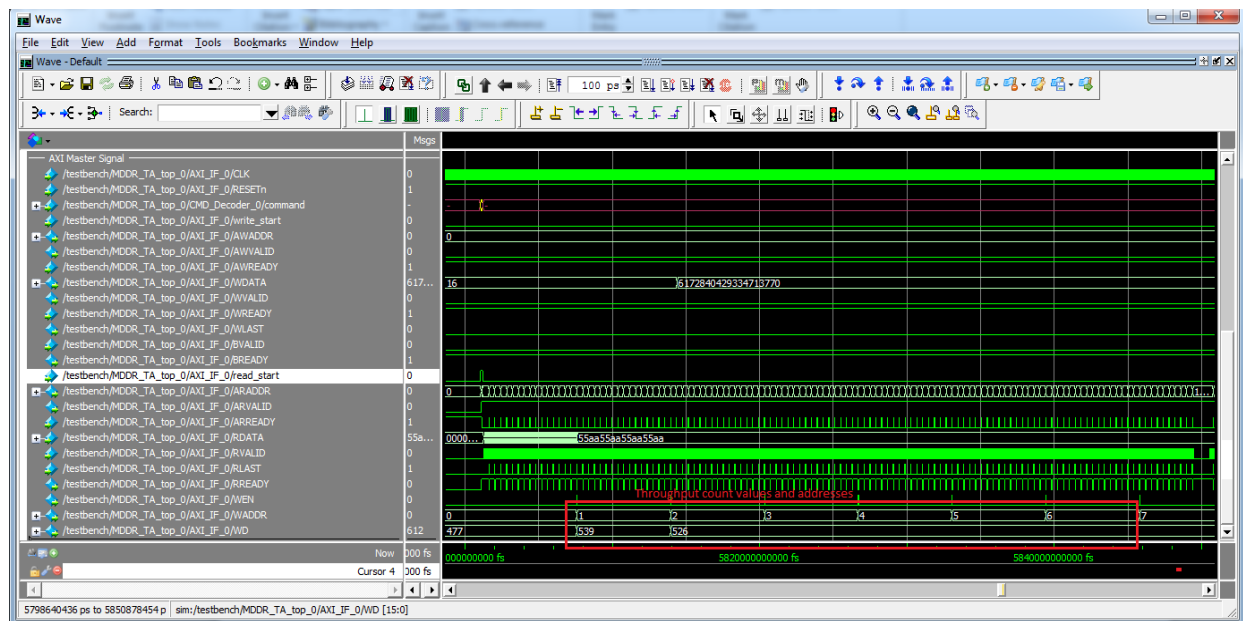 Wave
File Edit View Add Format Tools Bookmarks Window Help
Wave - Default
100 ps
Search:
Msgs
AXI Master Signal
/testbench/MDDR_TA_top_0/AXI_IF_0/CLK 0
/testbench/MDDR_TA_top_0/AXI_IF_0/RESETn 1
/testbench/MDDR_TA_top_0/CMD_Decoder_0/command - -
/testbench/MDDR_TA_top_0/AXI_IF_0/write_start 0
/testbench/MDDR_TA_top_0/AXI_IF_0/AWADDR 0 0
/testbench/MDDR_TA_top_0/AXI_IF_0/AWVALID 0
/testbench/MDDR_TA_top_0/AXI_IF_0/AWREADY 1
/testbench/MDDR_TA_top_0/AXI_IF_0/WDATA 617... 16 6172840429334713770
/testbench/MDDR_TA_top_0/AXI_IF_0/WVALID 0
/testbench/MDDR_TA_top_0/AXI_IF_0/WREADY 1
/testbench/MDDR_TA_top_0/AXI_IF_0/WLAST 0
/testbench/MDDR_TA_top_0/AXI_IF_0/BVALID 0
/testbench/MDDR_TA_top_0/AXI_IF_0/BREADY 1
/testbench/MDDR_TA_top_0/AXI_IF_0/read_start 0
/testbench/MDDR_TA_top_0/AXI_IF_0/ARADDR 0 0 1...
/testbench/MDDR_TA_top_0/AXI_IF_0/ARVALID 0
/testbench/MDDR_TA_top_0/AXI_IF_0/ARREADY 1
/testbench/MDDR_TA_top_0/AXI_IF_0/RDATA 55a... 0000... 55aa55aa55aa55aa
/testbench/MDDR_TA_top_0/AXI_IF_0/RVALID 0
/testbench/MDDR_TA_top_0/AXI_IF_0/RLAST 1
/testbench/MDDR_TA_top_0/AXI_IF_0/RREADY 0
Throughput count values and addresses
/testbench/MDDR_TA_top_0/AXI_IF_0/WEN 0
/testbench/MDDR_TA_top_0/AXI_IF_0/WADDR 0 0 1 2 3 4 5 6 7
/testbench/MDDR_TA_top_0/AXI_IF_0/WD 612 477 539 526
Now 000 fs 000000000 fs 5820000000000 fs 5840000000000 fs
Cursor 4 000 fs
5798640436 ps to 5850878454 p sim:/testbench/MDDR_TA_top_0/AXI_IF_0/WD [15:0]